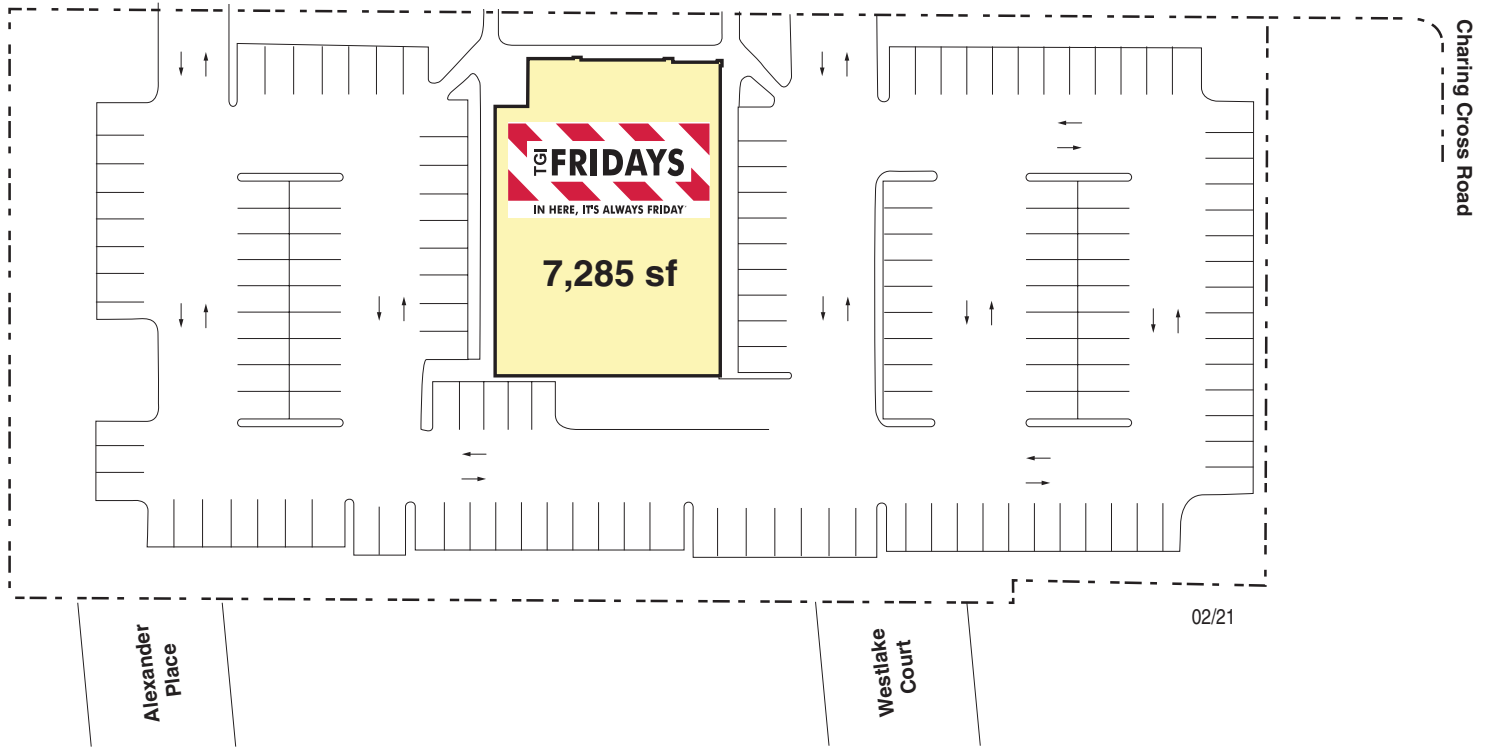 Charing Cross Road
TGI FRIDAYS
IN HERE, IT'S ALWAYS FRIDAY
7,285 sf
02/21
Alexander
Place
Westlake
Court